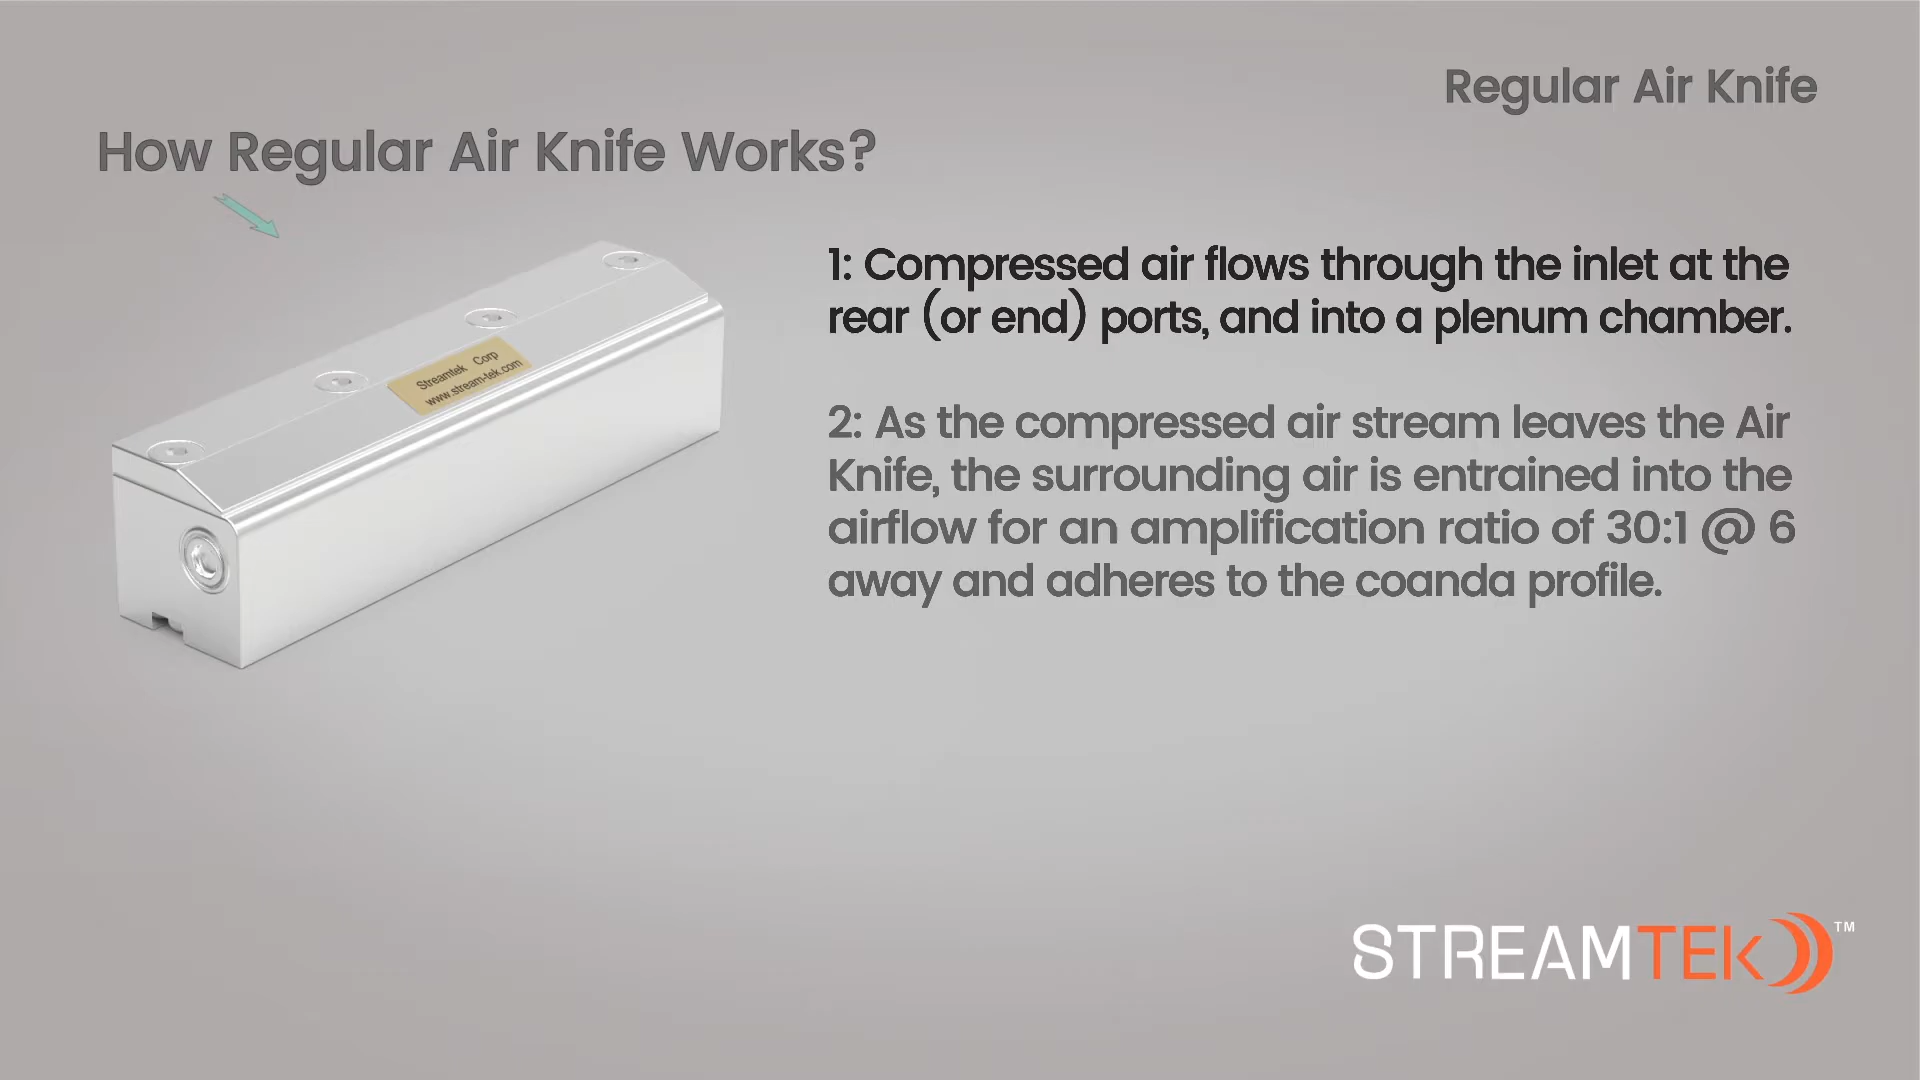 Regular Air Knife
How Regular Air Knife Works?
1: Compressed air flows through the inlet at the
rear (or end) ports, and into a plenum chamber.
Streamtek Corp
www.stream-tek.com
2: As the compressed air stream leaves the Air
Knife, the surrounding air is entrained into the
airflow for an amplification ratio of 30:1 @ 6
away and adheres to the coanda profile.
STREAMTEK™